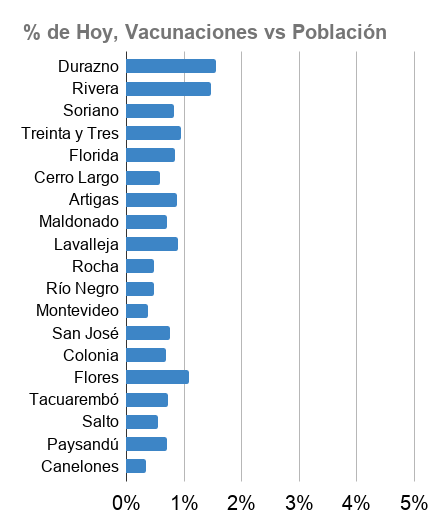 % de Hoy, Vacunaciones vs Población
Durazno
Rivera
Soriano
Treinta y Tres
Florida
Cerro Largo
Artigas
Maldonado
Lavalleja
Rocha
Río Negro
Montevideo
San José
Colonia
Flores
Tacuarembó
Salto
Paysandú
Canelones
0% 1% 2% 3% 4% 5%